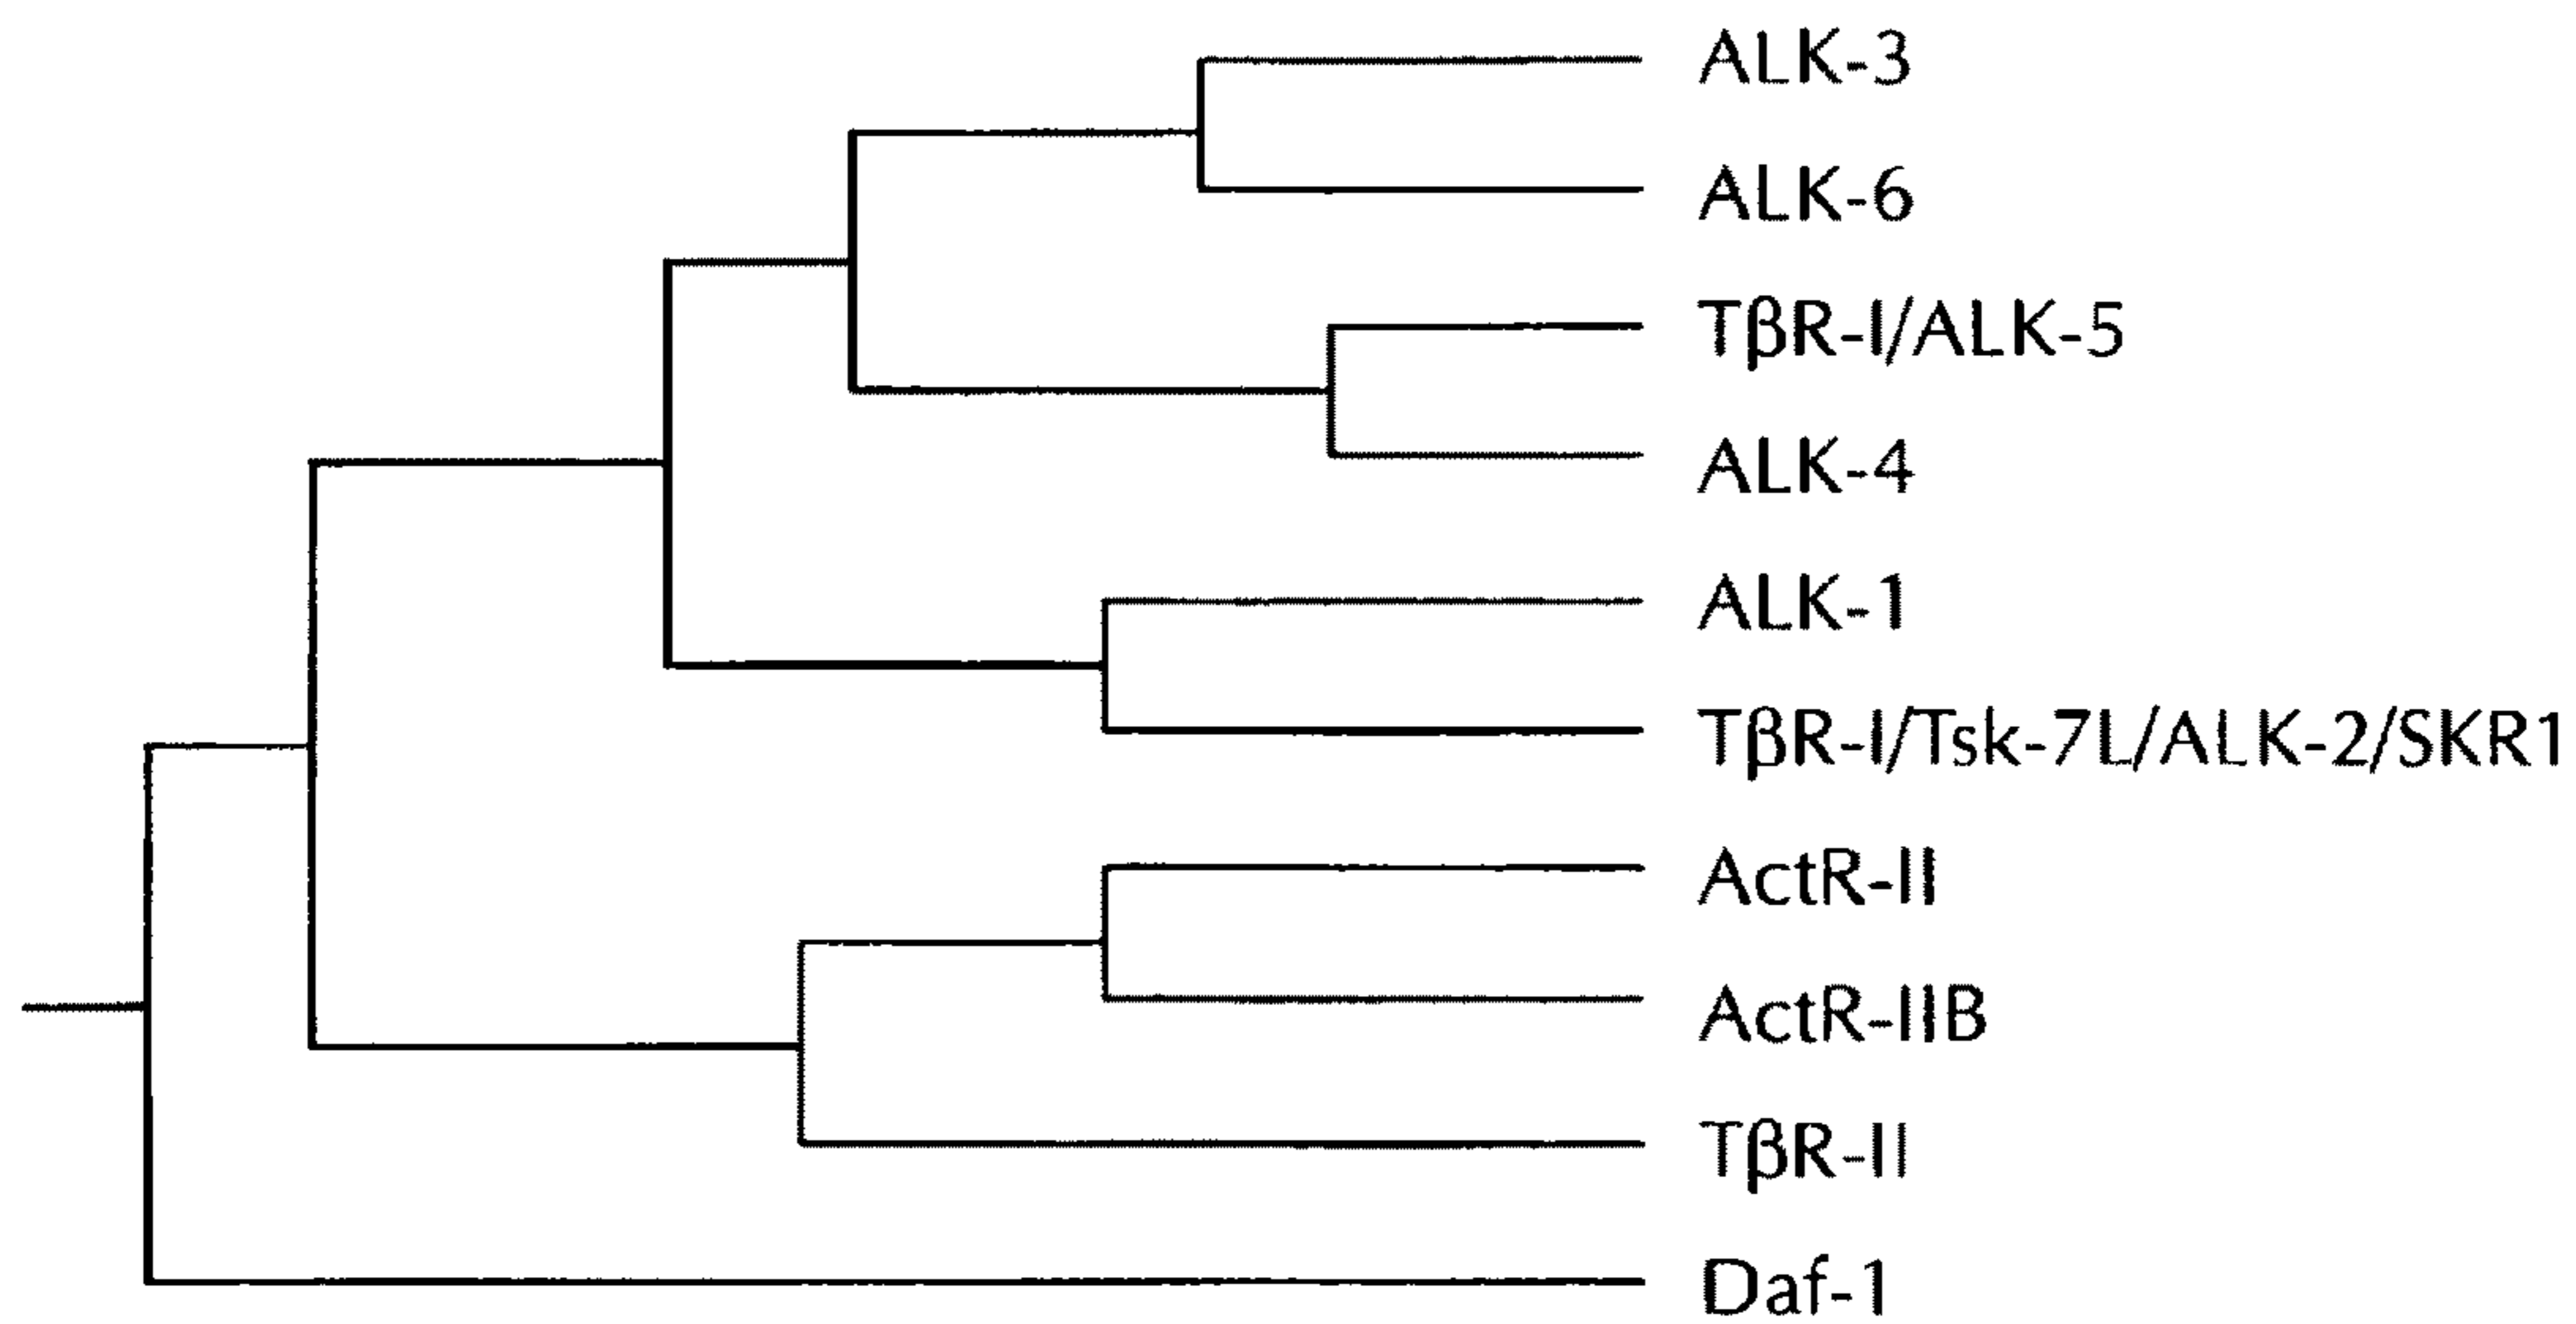 ALK-3
ALK-6
TβR-I/ALK-5
ALK-4
ALK-1
TβR-I/Tsk-7L/ALK-2/SKR1
ActR-II
ActR-IIB
TβR-II
Daf-1